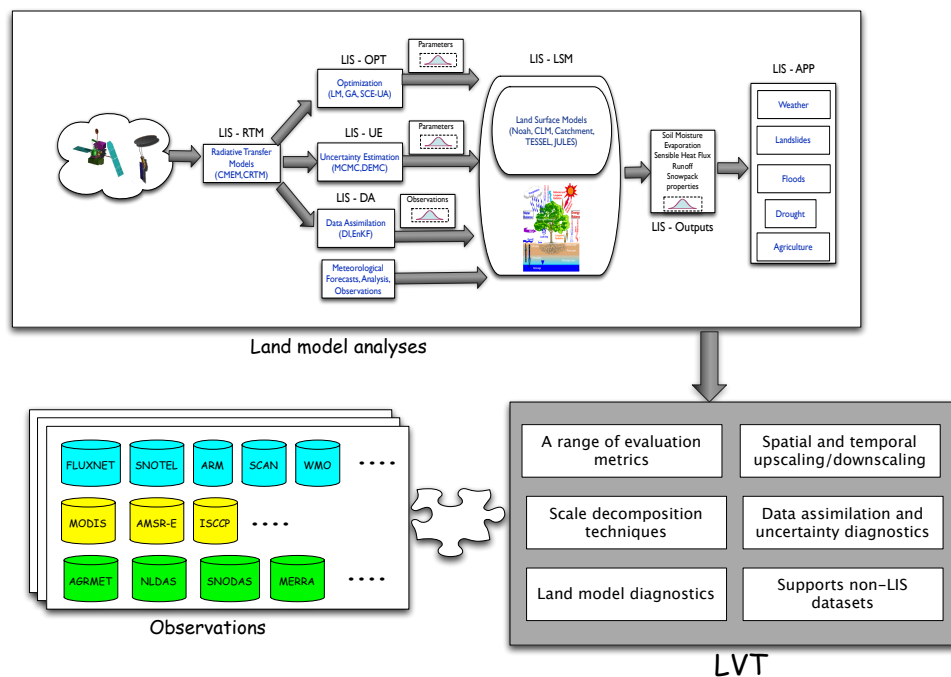 LIS - OPT
Parameters
Optimization
(LM, GA, SCE-UA)
LIS - LSM
LIS - APP
LIS - RTM
Radiative Transfer
Models
(CMEM,CRTM)
LIS - UE
Parameters
Uncertainty Estimation
(MCMC,DEMC)
LIS - DA
Observations
Data Assimilation
(DI,EnKF)
Meteorological
Forecasts, Analysis,
Observations
Land Surface Models
(Noah, CLM, Catchment,
TESSEL, JULES)
Soil Moisture
Evaporation
Sensible Heat Flux
Runoff
Snowpack
properties
LIS - Outputs
Weather
Landslides
Floods
Drought
Agriculture
Land model analyses
FLUXNET
SNOTEL
ARM
SCAN
WMO
....
MODIS
AMSR-E
ISCCP
....
AGRMET
NLDAS
SNODAS
MERRA
....
Observations
A range of evaluation
metrics
Spatial and temporal
upscaling/downscaling
Scale decomposition
techniques
Data assimilation and
uncertainty diagnostics
Land model diagnostics
Supports non-LIS
datasets
LVT